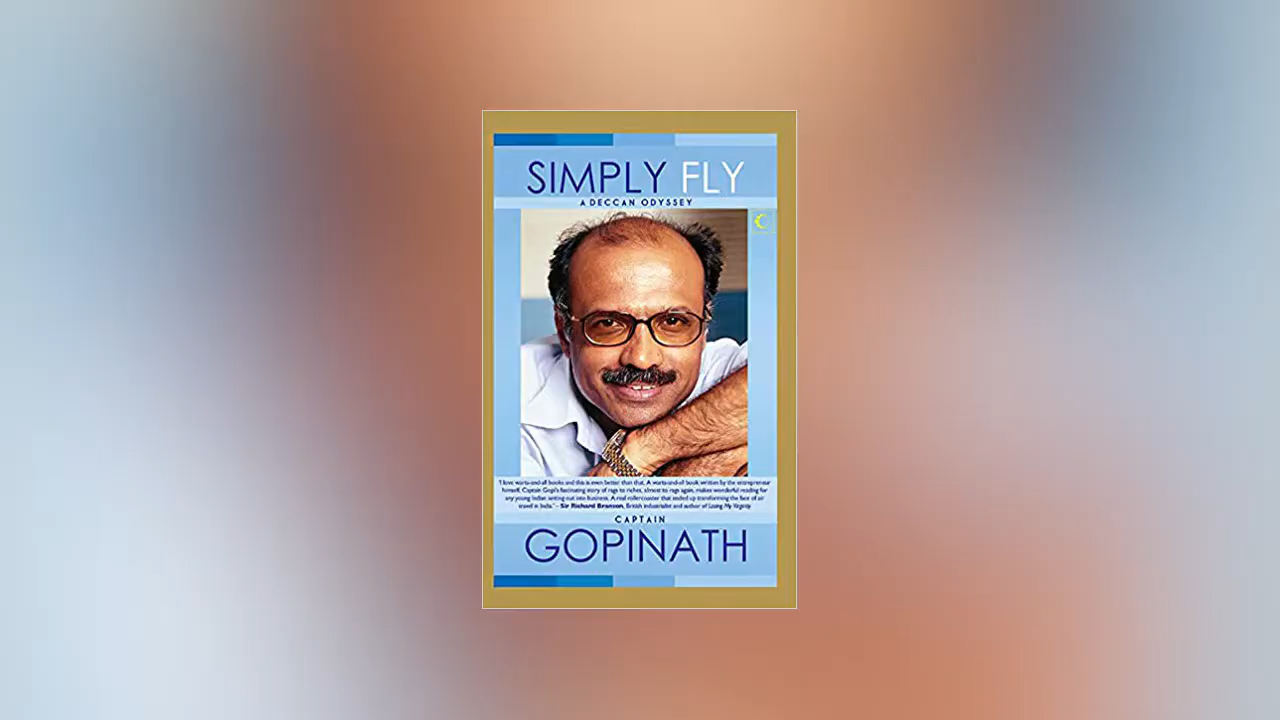 SIMPLY FLY
A DECCAN ODYSSEY
"I love warts-and-all books and this is even better than that. A warts-and-all book written by the entrepreneur
himself. Captain Gopi's fascinating story of rags to riches, almost to rags again, makes wonderful reading for
any young Indian setting out into business. A real rollercoaster that ended up transforming the face of air
travel in India." – Sir Richard Branson, British industrialist and author of Losing My Virginity
CAPTAIN
GOPINATH